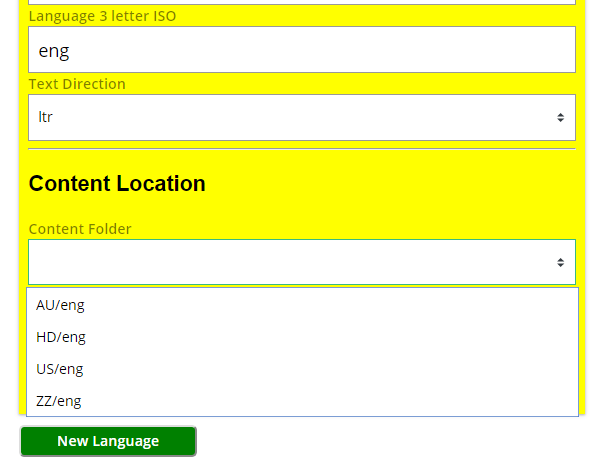 Language 3 letter ISO
eng
Text Direction
ltr
Content Location
Content Folder
AU/eng
HD/eng
US/eng
ZZ/eng
New Language